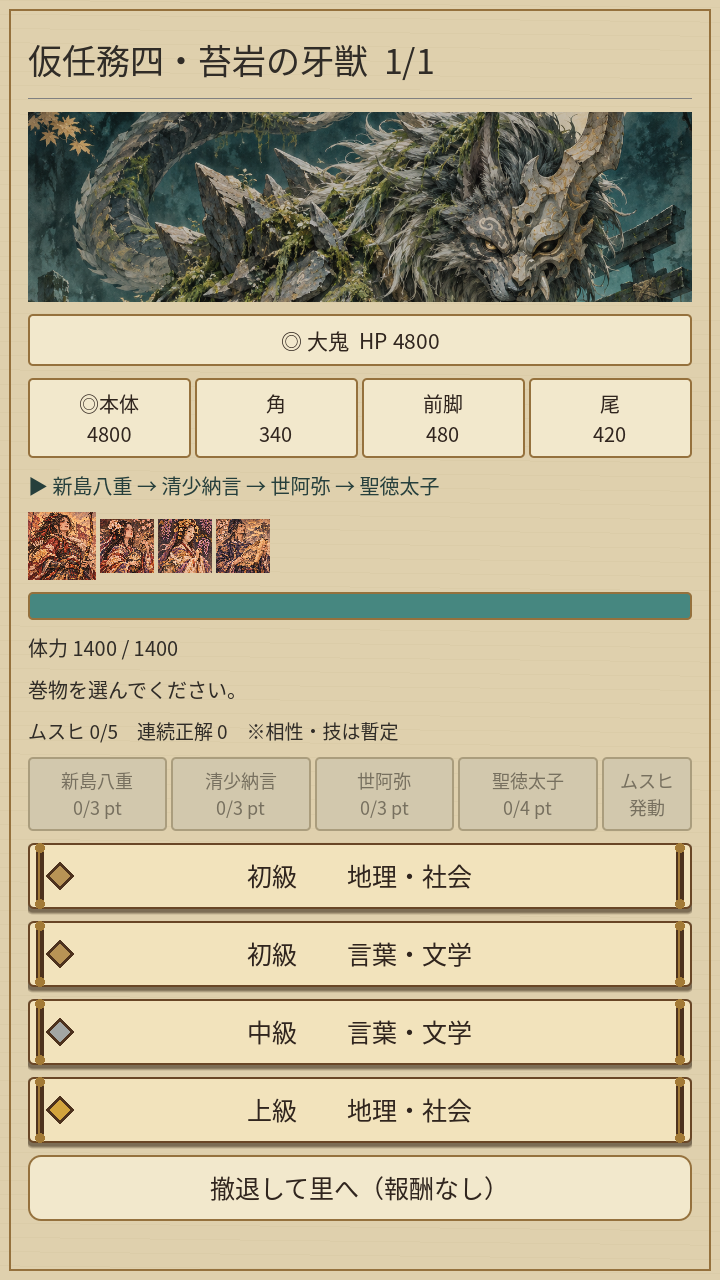 仮任務四・苔岩の牙獣 1/1
◎ 大鬼 HP 4800
◎本体 角 前脚 尾
4800 340 480 420
▶ 新島八重 → 清少納言 → 世阿弥 → 聖徳太子
体力 1400 / 1400
巻物を選んでください。
ムスヒ 0/5 連続正解 0 ※相性・技は暫定
新島八重 清少納言 世阿弥 聖徳太子 ムスヒ
0/3 pt 0/3 pt 0/3 pt 0/4 pt 発動
初級 地理・社会
初級 言葉・文学
中級 言葉・文学
上級 地理・社会
撤退して里へ（報酬なし）